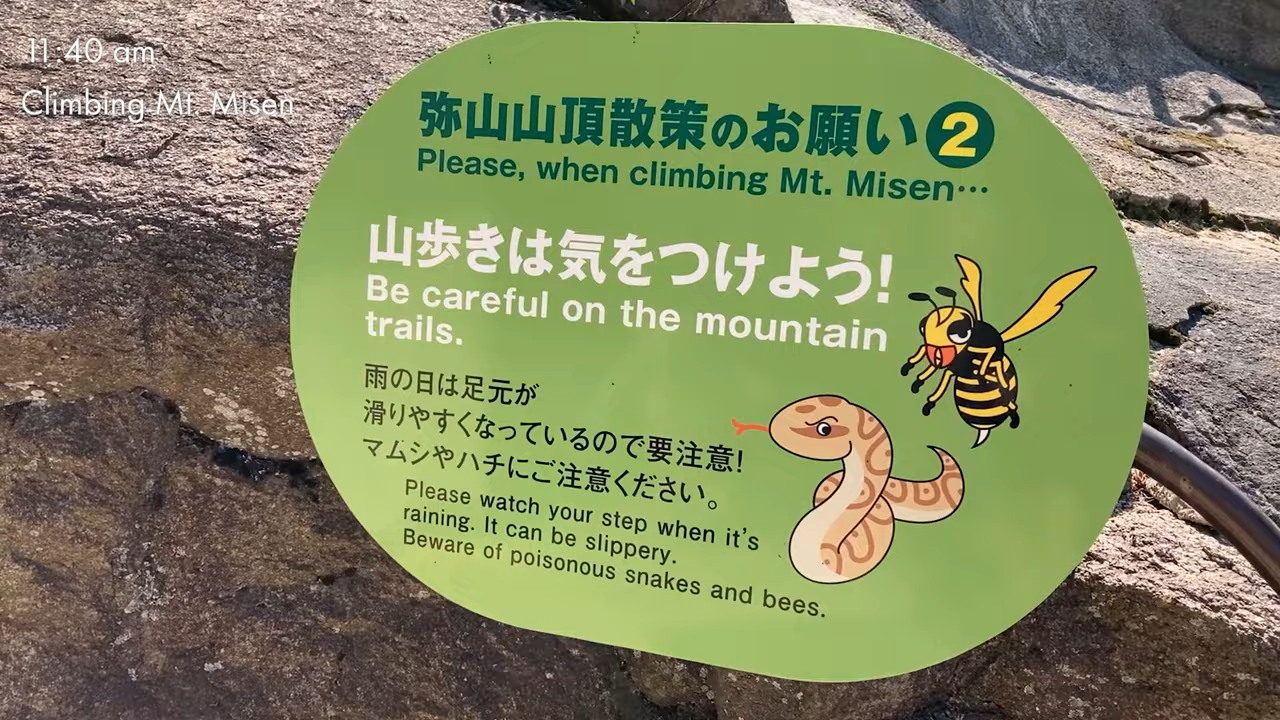 11:40 am
Climbing Mt. Misen
弥山山頂散策のお願い2
Please, when climbing Mt. Misen…
山歩きは気をつけよう!
Be careful on the mountain
trails.
雨の日は足元が
滑りやすくなっているので要注意!
マムシやハチにご注意ください。
Please watch your step when it's
raining. It can be slippery.
Beware of poisonous snakes and bees.